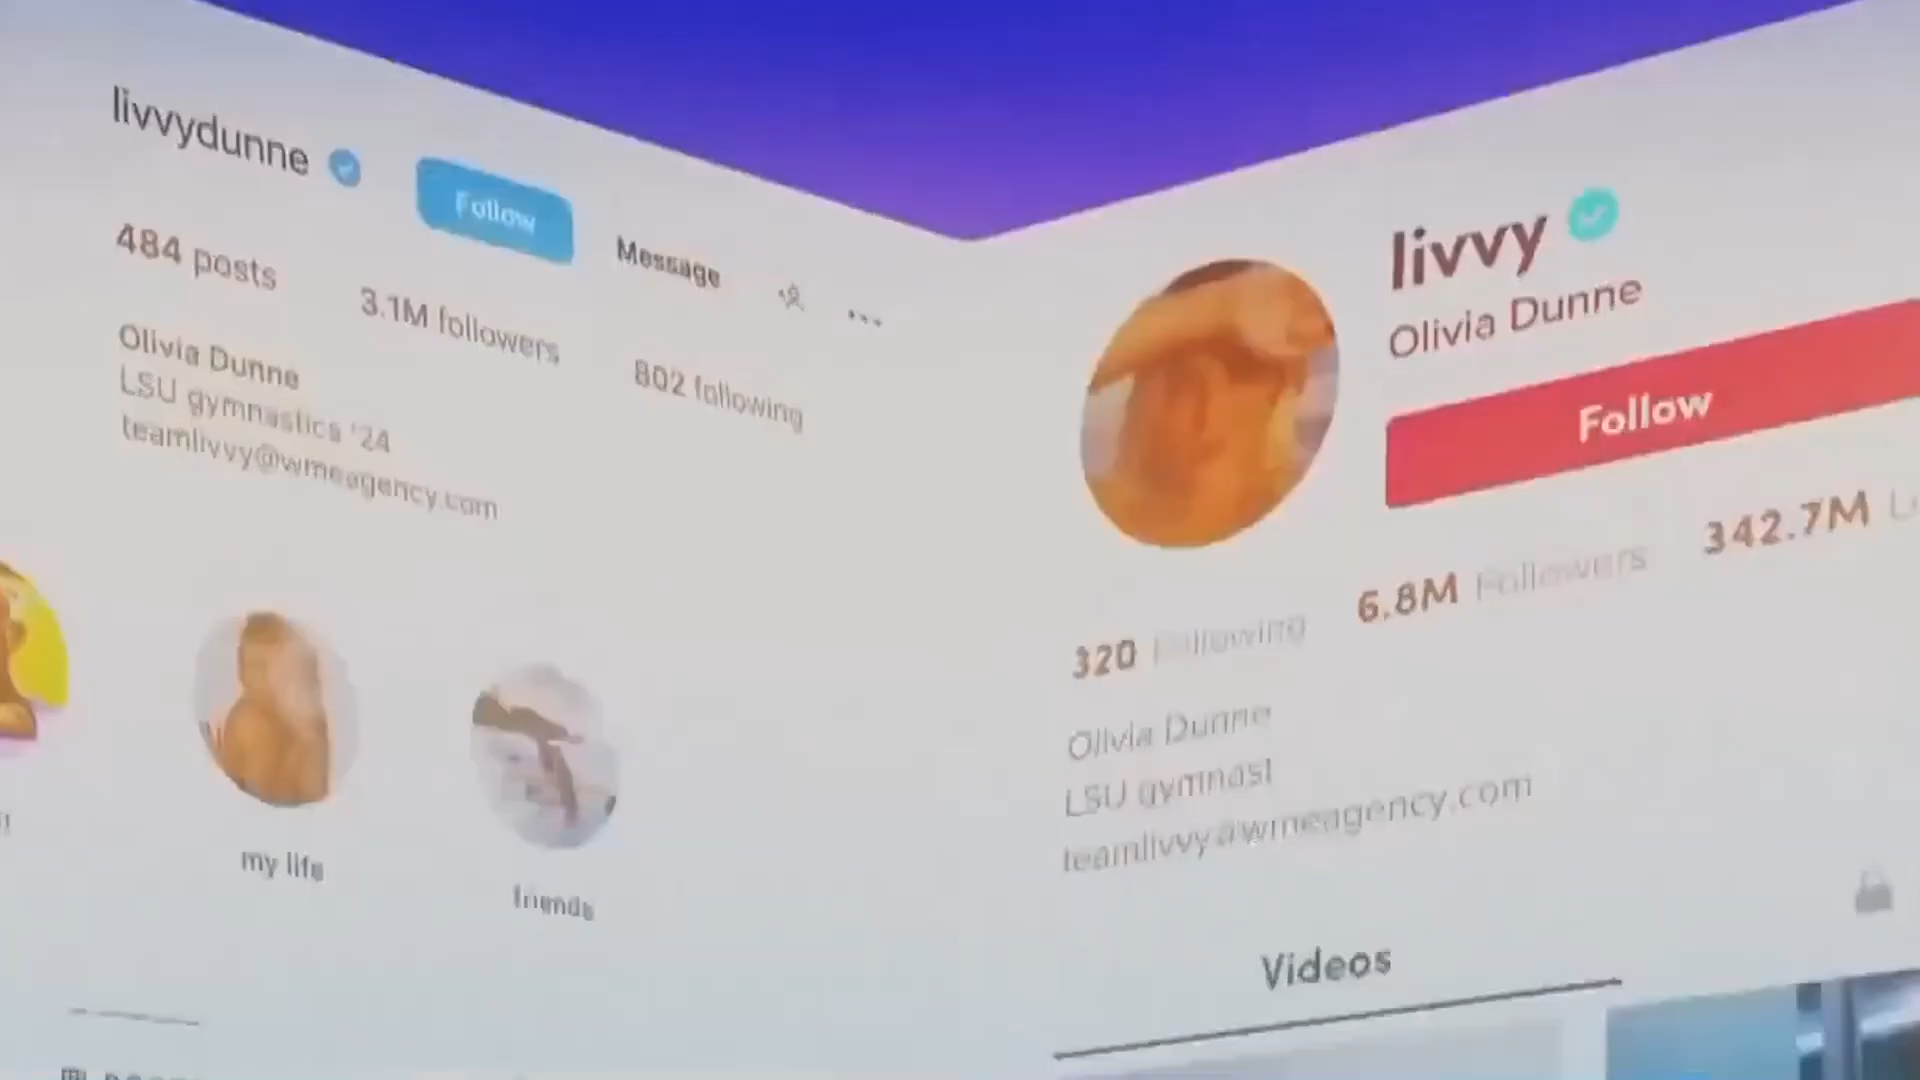 livvydunne
Follow
Message
484 posts
3.1M followers
802 following
Olivia Dunne
LSU gymnastics '24
teamlivvy@wmeagency.com
my life
friends
livvy
Olivia Dunne
Follow
320 Following
6.8M Followers
342.7M
Olivia Dunne
LSU gymnast
teamlivvy@wmeagency.com
Videos